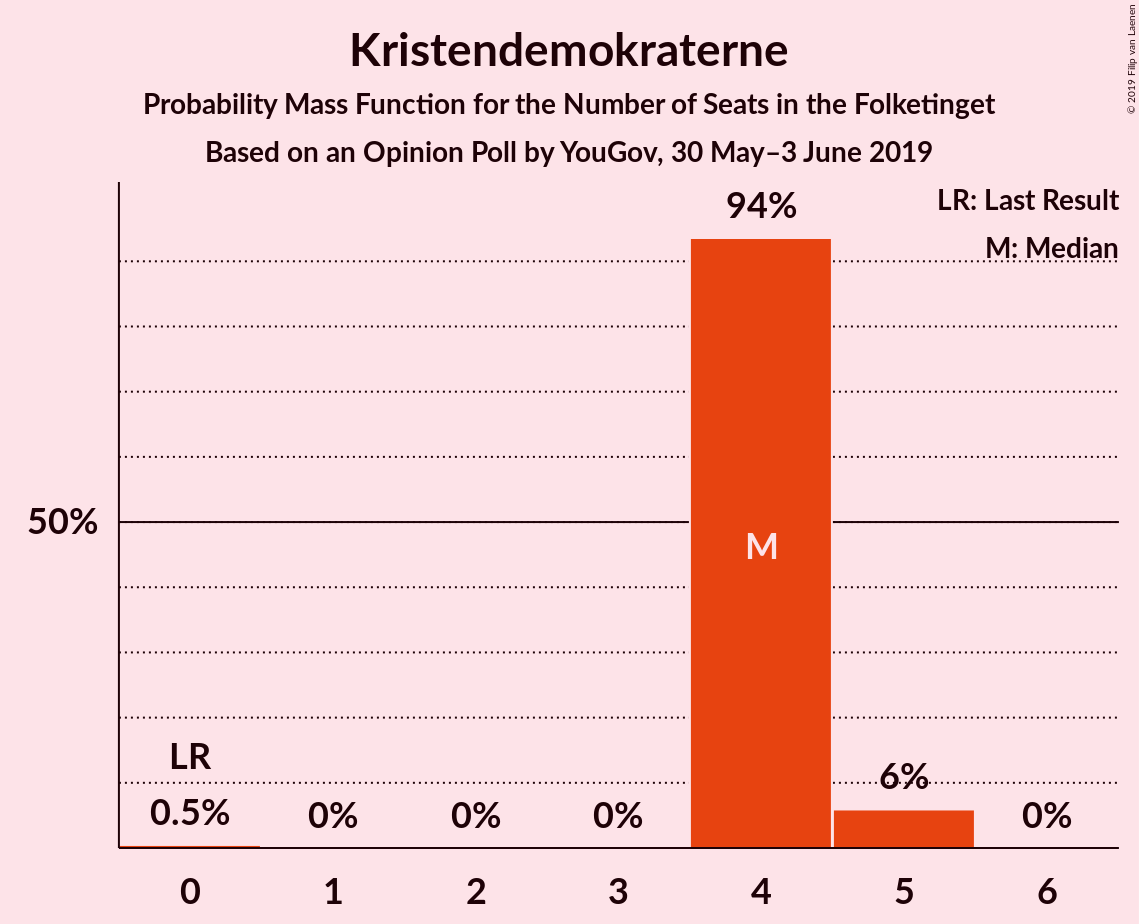 Kristendemokraterne
Probability Mass Function for the Number of Seats in the Folketinget
Based on an Opinion Poll by YouGov, 30 May–3 June 2019
© 2019 Filip van Laenen
LR: Last Result
M: Median
94%
50%
M
LR
0.5%
0%
0%
0%
6%
0%
0
1
2
3
4
5
6